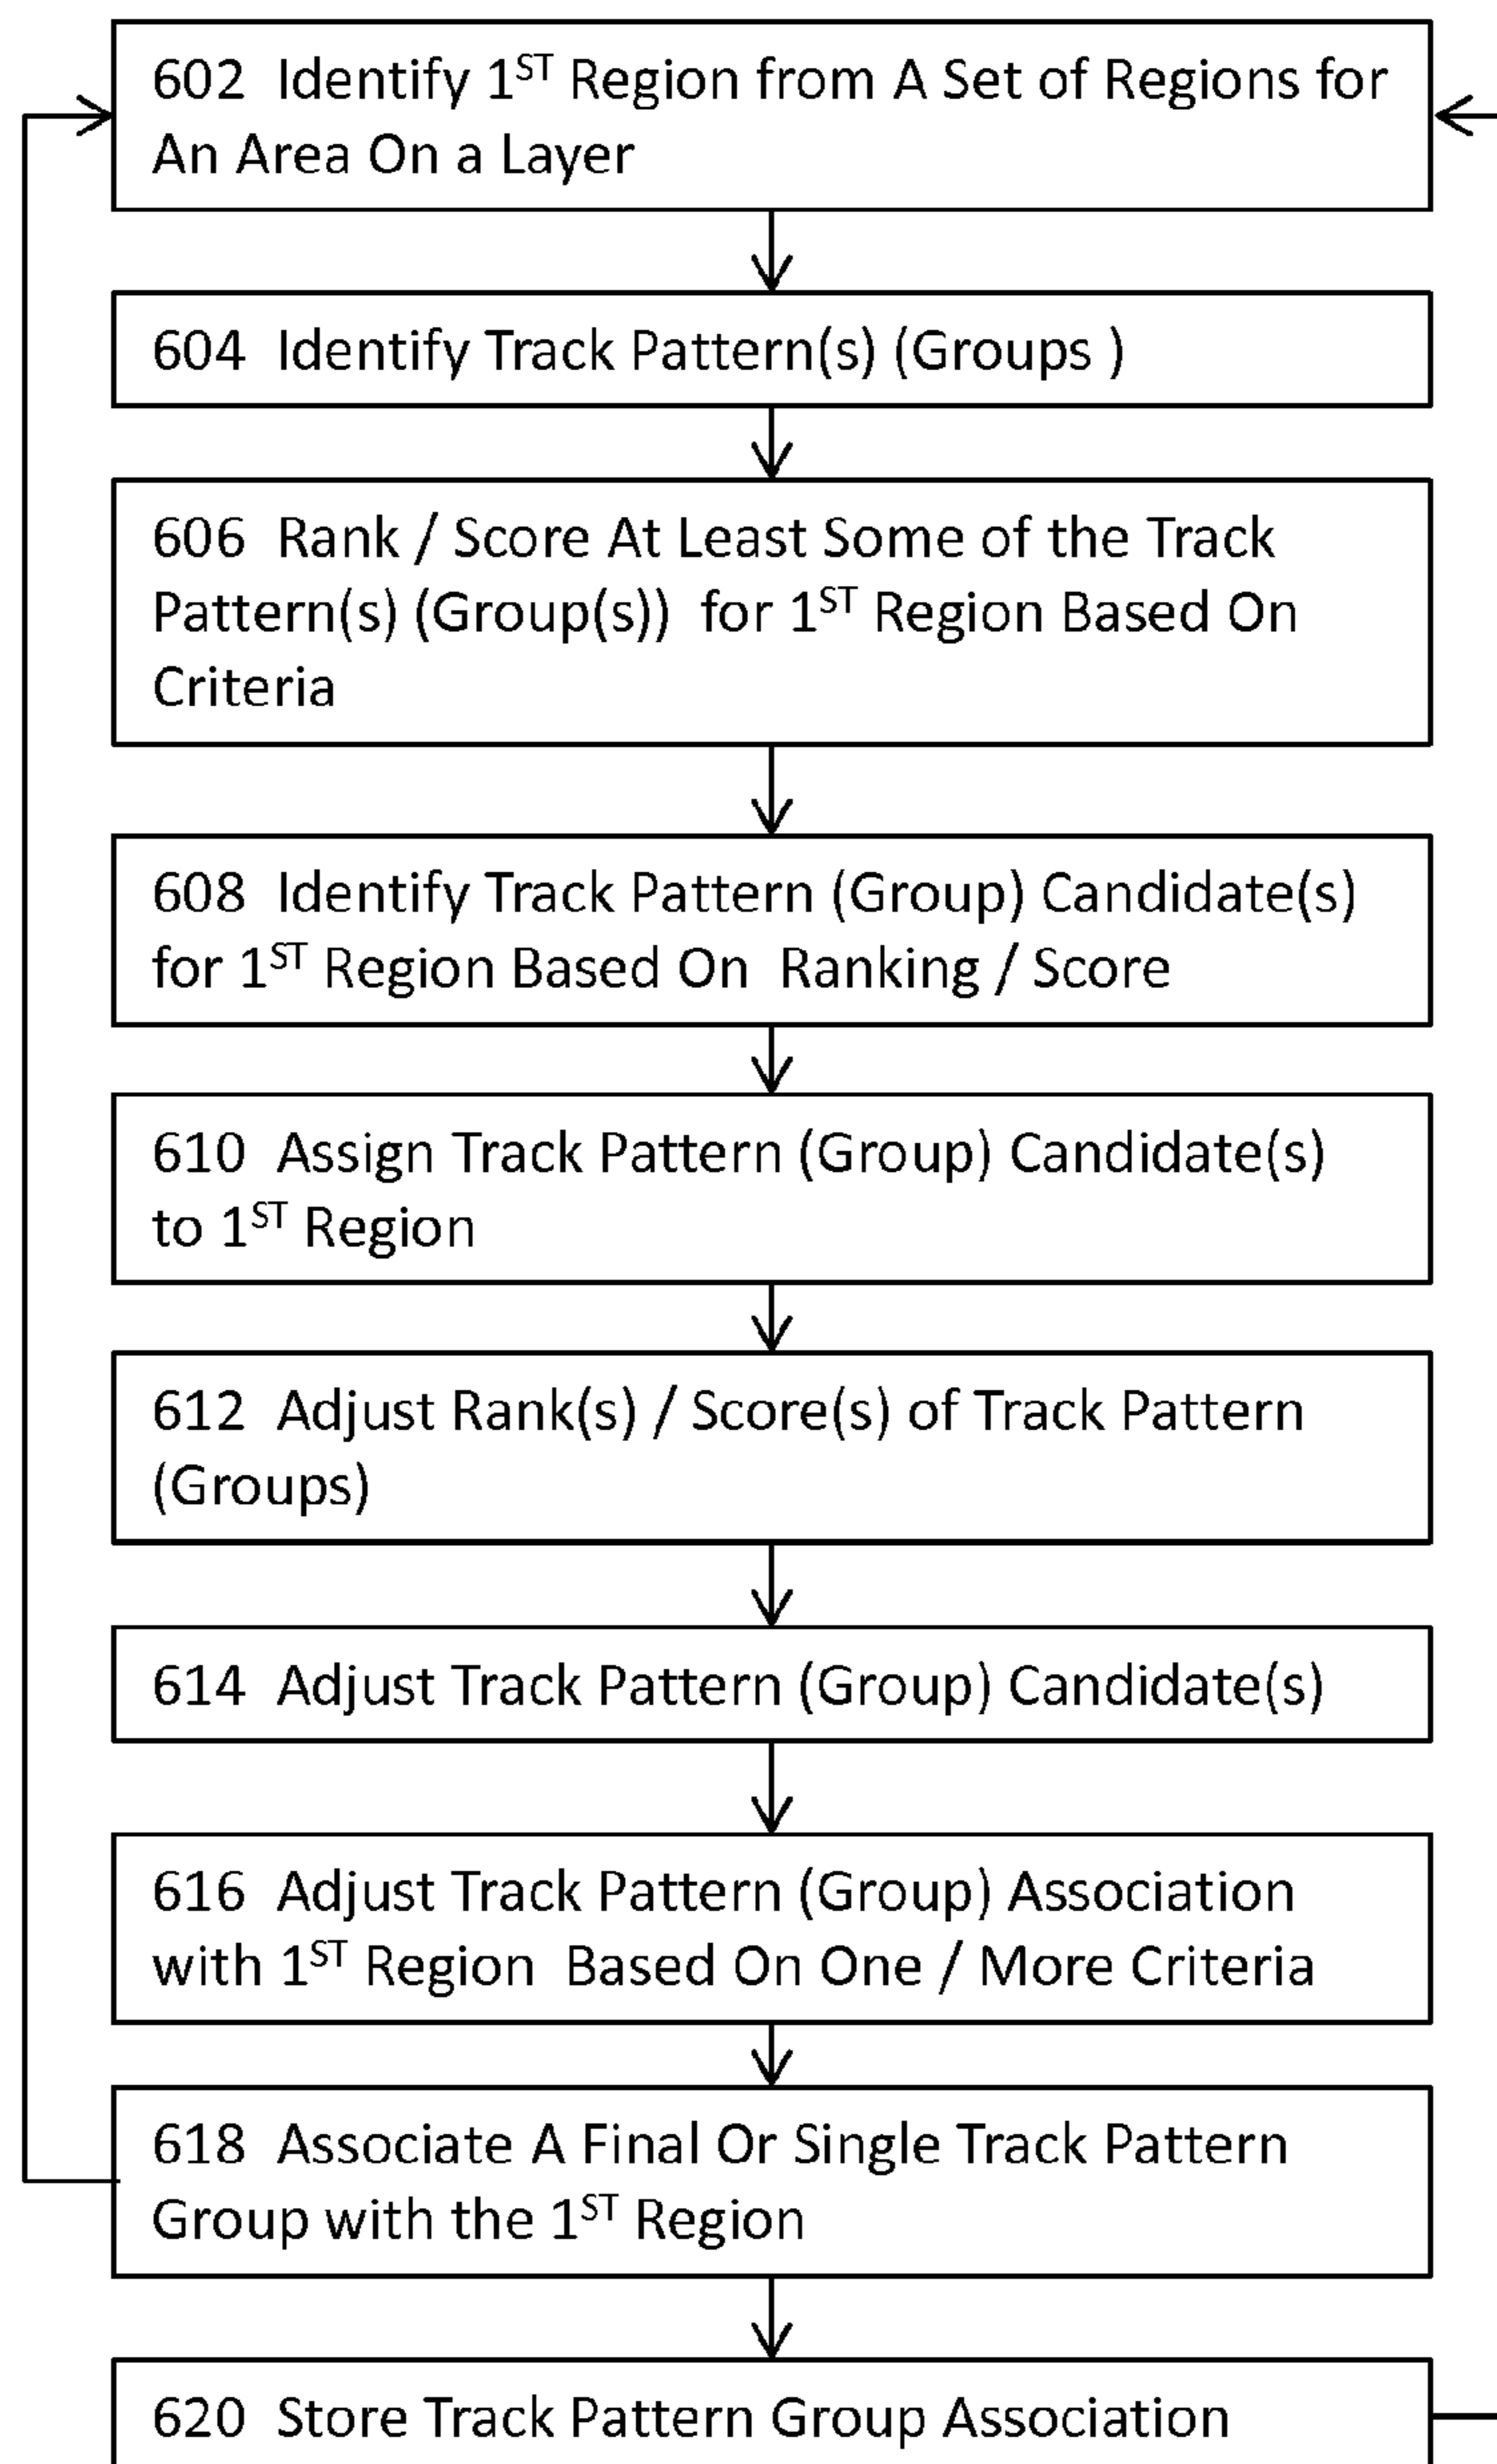 602 Identify 1ST Region from A Set of Regions for
An Area On a Layer
604 Identify Track Pattern(s) (Groups )
606 Rank / Score At Least Some of the Track
Pattern(s) (Group(s)) for 1ST Region Based On
Criteria
608 Identify Track Pattern (Group) Candidate(s)
for 1ST Region Based On Ranking / Score
610 Assign Track Pattern (Group) Candidate(s)
to 1ST Region
612 Adjust Rank(s) / Score(s) of Track Pattern
(Groups)
614 Adjust Track Pattern (Group) Candidate(s)
616 Adjust Track Pattern (Group) Association
with 1ST Region Based On One / More Criteria
618 Associate A Final Or Single Track Pattern
Group with the 1ST Region
620 Store Track Pattern Group Association